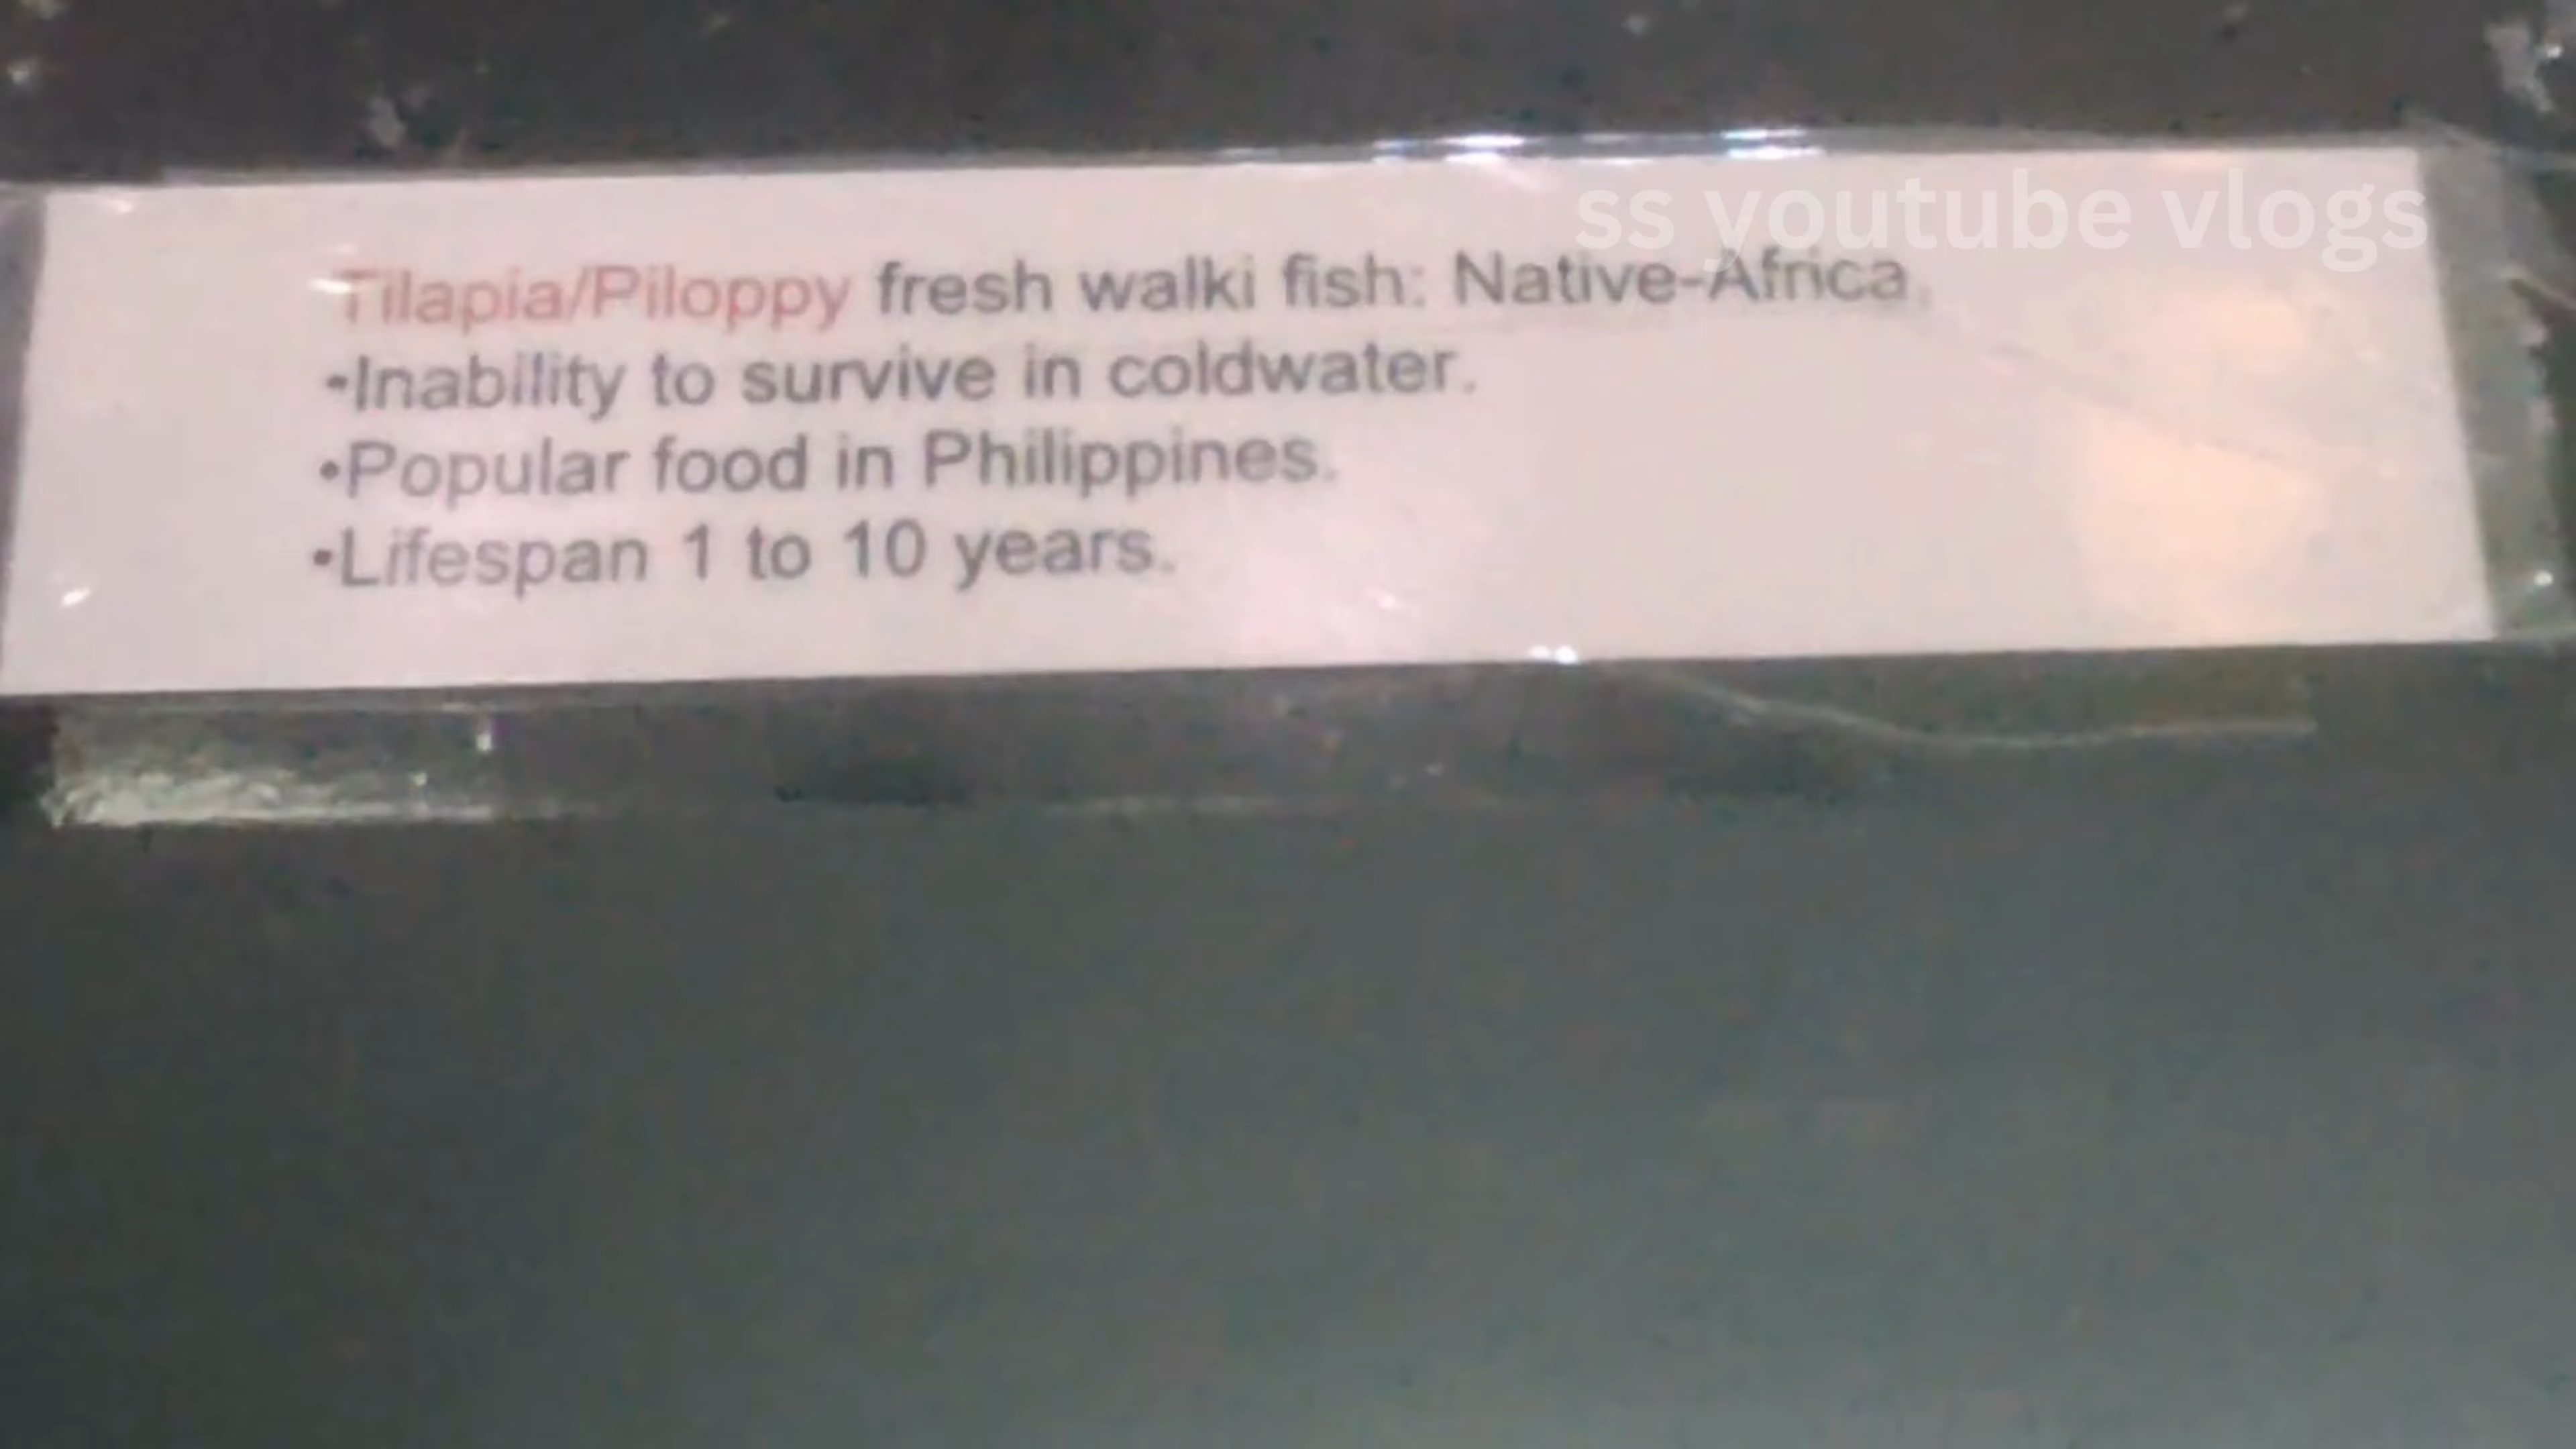 ss youtube vlogs
Tilapia/Piloppy fresh walki fish: Native-Africa.
•Inability to survive in coldwater.
•Popular food in Philippines.
•Lifespan 1 to 10 years.